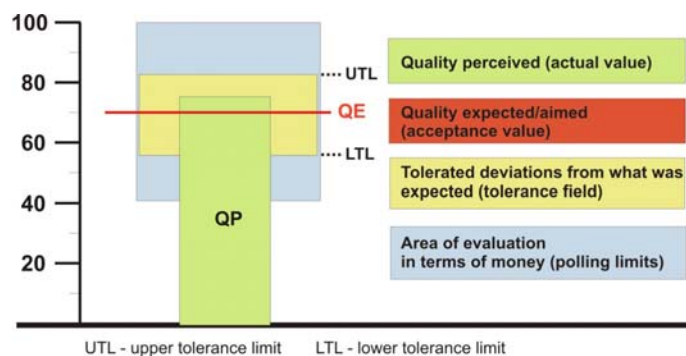 100
80
60
40
20
UTL
QE
LTL
QP
Quality perceived (actual value)
Quality expected/aimed
(acceptance value)
Tolerated deviations from what was
expected (tolerance field)
Area of evaluation
in terms of money (polling limits)
UTL - upper tolerance limit LTL - lower tolerance limit